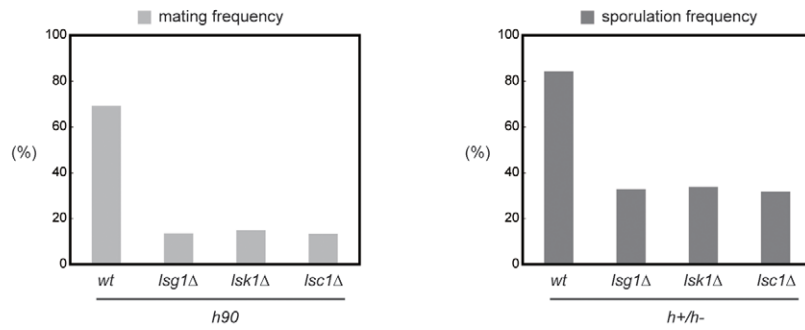 mating frequency
(%)
100
80
60
40
20
0
wt lsg1Δ lsk1Δ lsc1Δ
h90
sporulation frequency
(%)
100
80
60
40
20
0
wt lsg1Δ lsk1Δ lsc1Δ
h+/h-